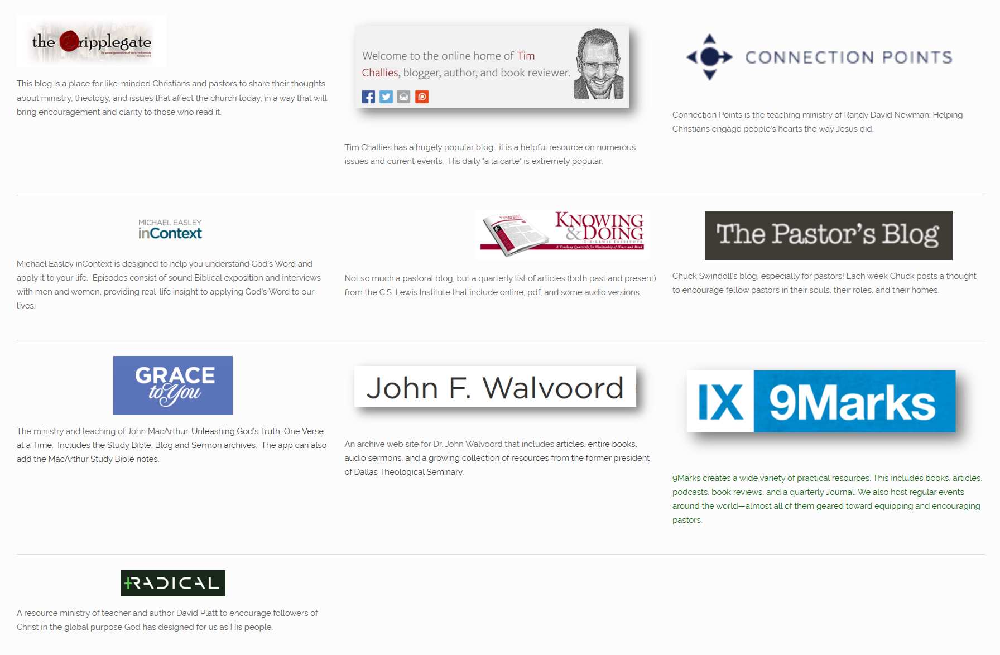 the Cripplegate
for a new generation of non-conformists
Romans 12:1-2
This blog is a place for like-minded Christians and pastors to share their thoughts
about ministry, theology, and issues that affect the church today, in a way that will
bring encouragement and clarity to those who read it.
Welcome to the online home of Tim
Challies, blogger, author, and book reviewer.
Tim Challies has a hugely popular blog.  it is a helpful resource on numerous
issues and current events.  His daily "a la carte" is extremely popular.
CONNECTION POINTS
Connection Points is the teaching ministry of Randy David Newman: Helping
Christians engage people's hearts the way Jesus did.
MICHAEL EASLEY
inContext
Michael Easley inContext is designed to help you understand God's Word and
apply it to your life.  Episodes consist of sound Biblical exposition and interviews
with men and women, providing real-life insight to applying God's Word to our
lives.
KNOWING
&DOING
C·S·LEWIS INSTITUTE
A Teaching Quarterly for Discipleship of Heart and Mind
Not so much a pastoral blog, but a quarterly list of articles (both past and present)
from the C.S. Lewis Institute that include online, pdf, and some audio versions.
The Pastor's Blog
Chuck Swindoll's blog, especially for pastors! Each week Chuck posts a thought
to encourage fellow pastors in their souls, their roles, and their homes.
GRACE
to You
The ministry and teaching of John MacArthur. Unleashing God's Truth, One Verse
at a Time.  Includes the Study Bible, Blog and Sermon archives.  The app can also
add the MacArthur Study Bible notes.
John F. Walvoord
An archive web site for Dr. John Walvoord that includes articles, entire books,
audio sermons, and a growing collection of resources from the former president
of Dallas Theological Seminary.
IX 9Marks
9Marks creates a wide variety of practical resources. This includes books, articles,
podcasts, book reviews, and a quarterly Journal. We also host regular events
around the world—almost all of them geared toward equipping and encouraging
pastors.
RADICAL
A resource ministry of teacher and author David Platt to encourage followers of
Christ in the global purpose God has designed for us as His people.